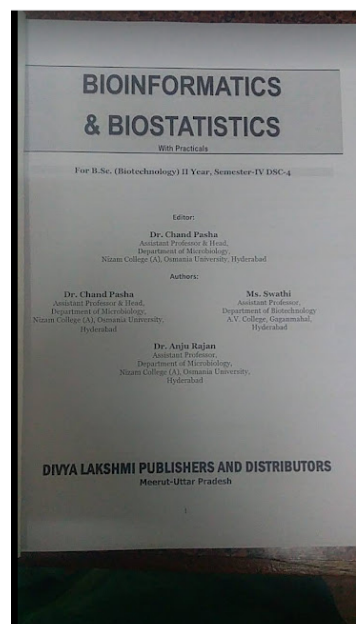 BIOINFORMATICS
& BIOSTATISTICS
With Practicals
For B.Sc. (Biotechnology) II Year, Semester-IV DSC-4
Editor:
Dr. Chand Pasha
Assistant Professor & Head,
Department of Microbiology,
Nizam College (A), Osmania University, Hyderabad
Authors:
Dr. Chand Pasha
Assistant Professor & Head,
Department of Microbiology,
Nizam College (A), Osmania University,
Hyderabad
Ms. Swathi
Assistant Professor,
Department of Biotechnology
A.V. College, Gaganmahal,
Hyderabad
Dr. Anju Rajan
Assistant Professor,
Department of Microbiology,
Nizam College (A), Osmania University,
Hyderabad
DIVYA LAKSHMI PUBLISHERS AND DISTRIBUTORS
Meerut-Uttar Pradesh